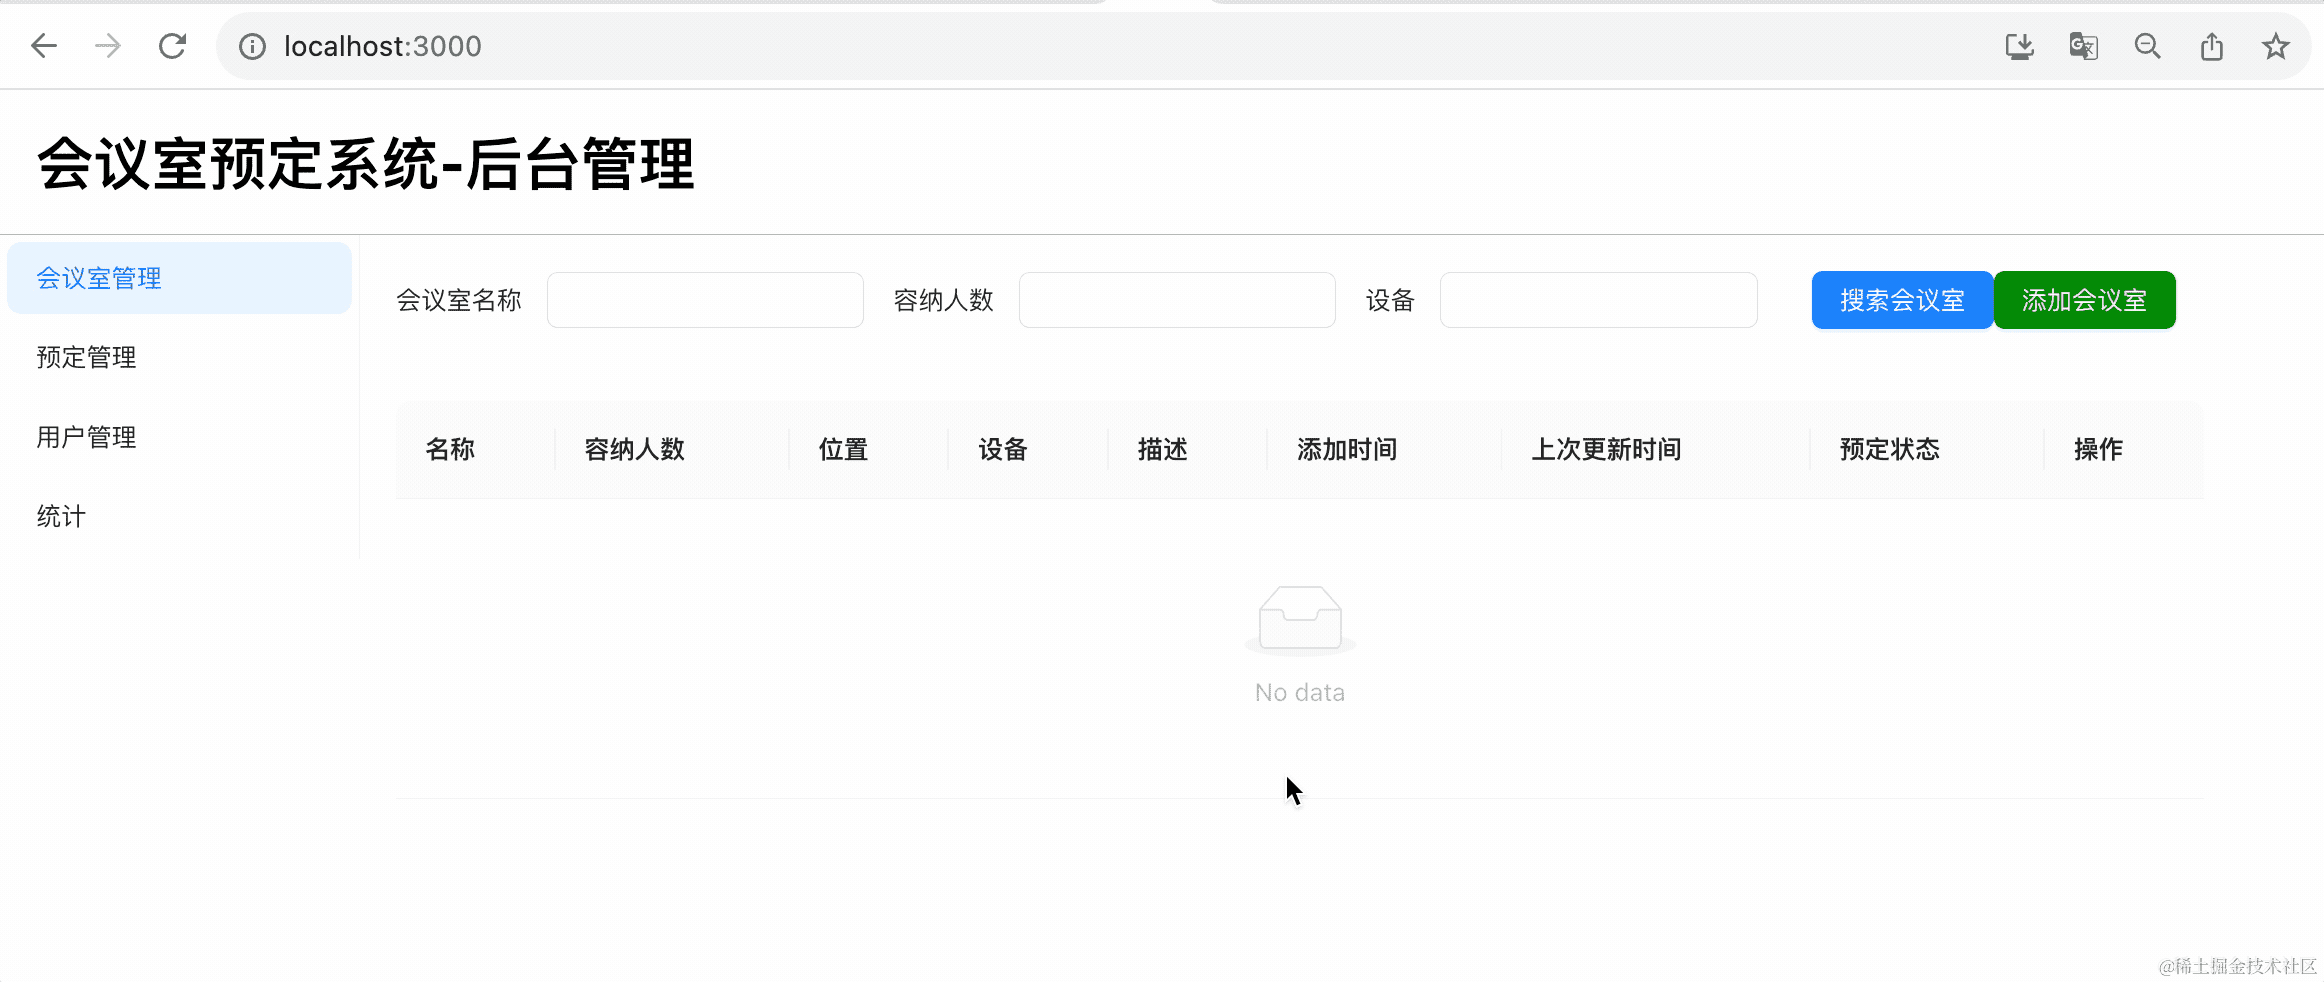 localhost:3000
会议室预定系统-后台管理
会议室管理
预定管理
用户管理
统计
会议室名称 容纳人数 设备 搜索会议室 添加会议室
名称 容纳人数 位置 设备 描述 添加时间 上次更新时间 预定状态 操作
No data
@稀土掘金技术社区